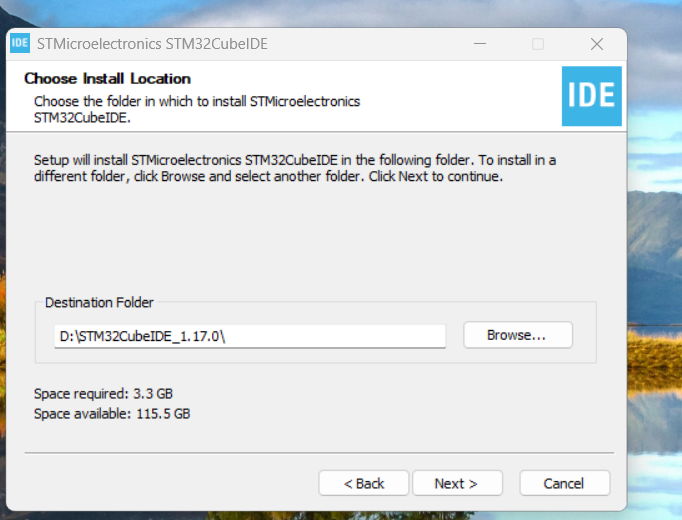 IDE STMicroelectronics STM32CubeIDE
Choose Install Location
Choose the folder in which to install STMicroelectronics
STM32CubeIDE.
IDE
Setup will install STMicroelectronics STM32CubeIDE in the following folder. To install in a
different folder, click Browse and select another folder. Click Next to continue.
Destination Folder
D:\STM32CubeIDE_1.17.0\
Browse...
Space required: 3.3 GB
Space available: 115.5 GB
< Back Next > Cancel